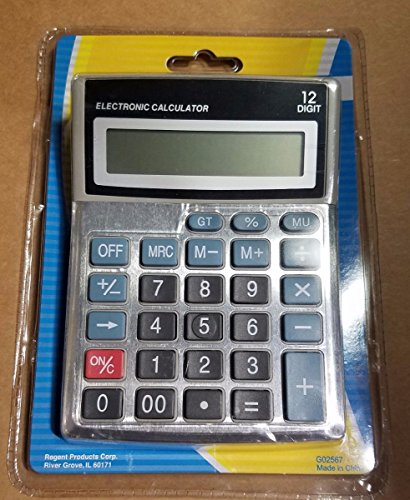 ELECTRONIC CALCULATOR
12
DIGIT
GT % MU
OFF MRC M− M+ ÷
+/− 7 8 9 ×
→ 4 5 6 −
ON/C 1 2 3 +
0 00 • =
Regent Products Corp.
River Grove, IL 60171
G02567
Made in China